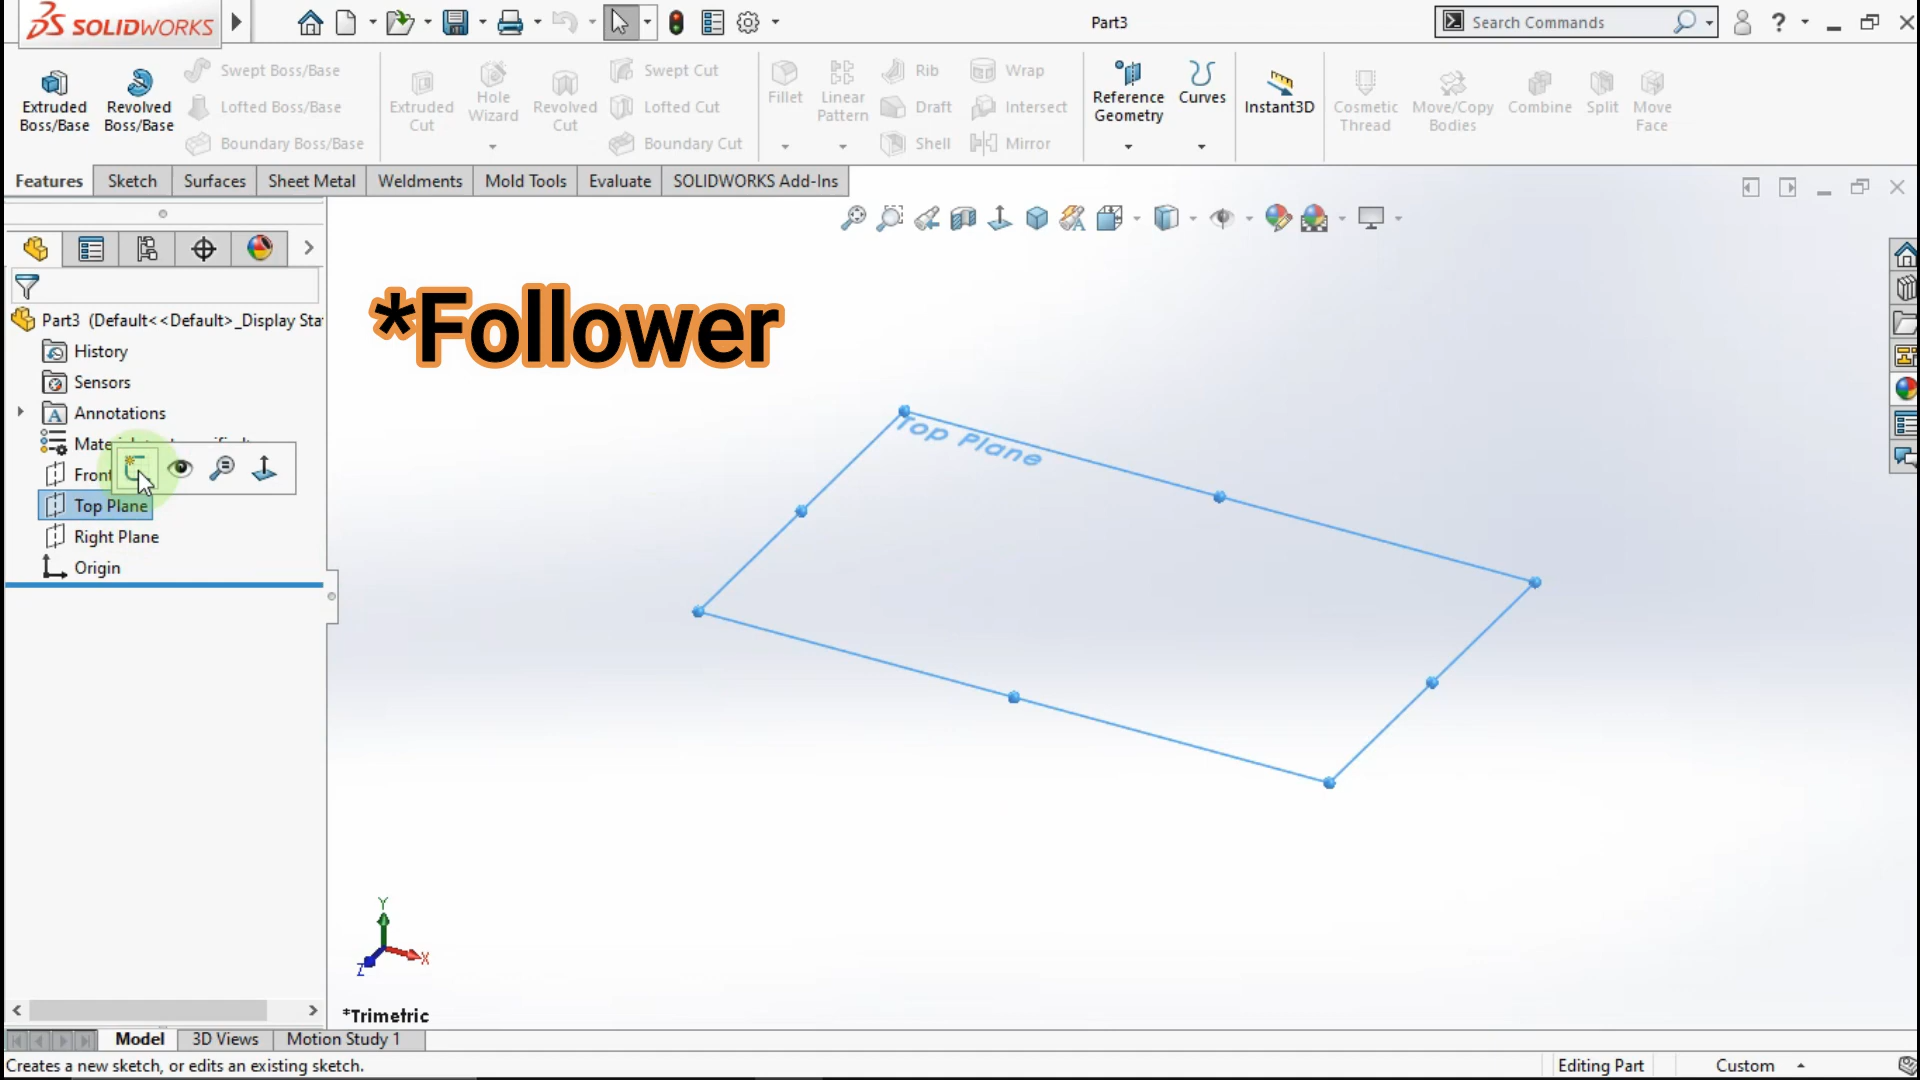 SOLIDWORKS
Part3
Search Commands
?
Extruded
Boss/Base
Revolved
Boss/Base
Swept Boss/Base
Lofted Boss/Base
Boundary Boss/Base
Extruded
Cut
Hole
Wizard
Revolved
Cut
Swept Cut
Lofted Cut
Boundary Cut
Fillet
Linear
Pattern
Rib
Draft
Shell
Wrap
Intersect
Mirror
Reference
Geometry
Curves
Instant3D
Cosmetic
Thread
Move/Copy
Bodies
Combine
Split
Move
Face
Features
Sketch
Surfaces
Sheet Metal
Weldments
Mold Tools
Evaluate
SOLIDWORKS Add-Ins
Part3 (Default<<Default>_Display Sta
History
Sensors
Annotations
Mate
Front
Top Plane
Right Plane
Origin
*Follower
Top Plane
Y
X
Z
*Trimetric
Model
3D Views
Motion Study 1
Creates a new sketch, or edits an existing sketch.
Editing Part
Custom